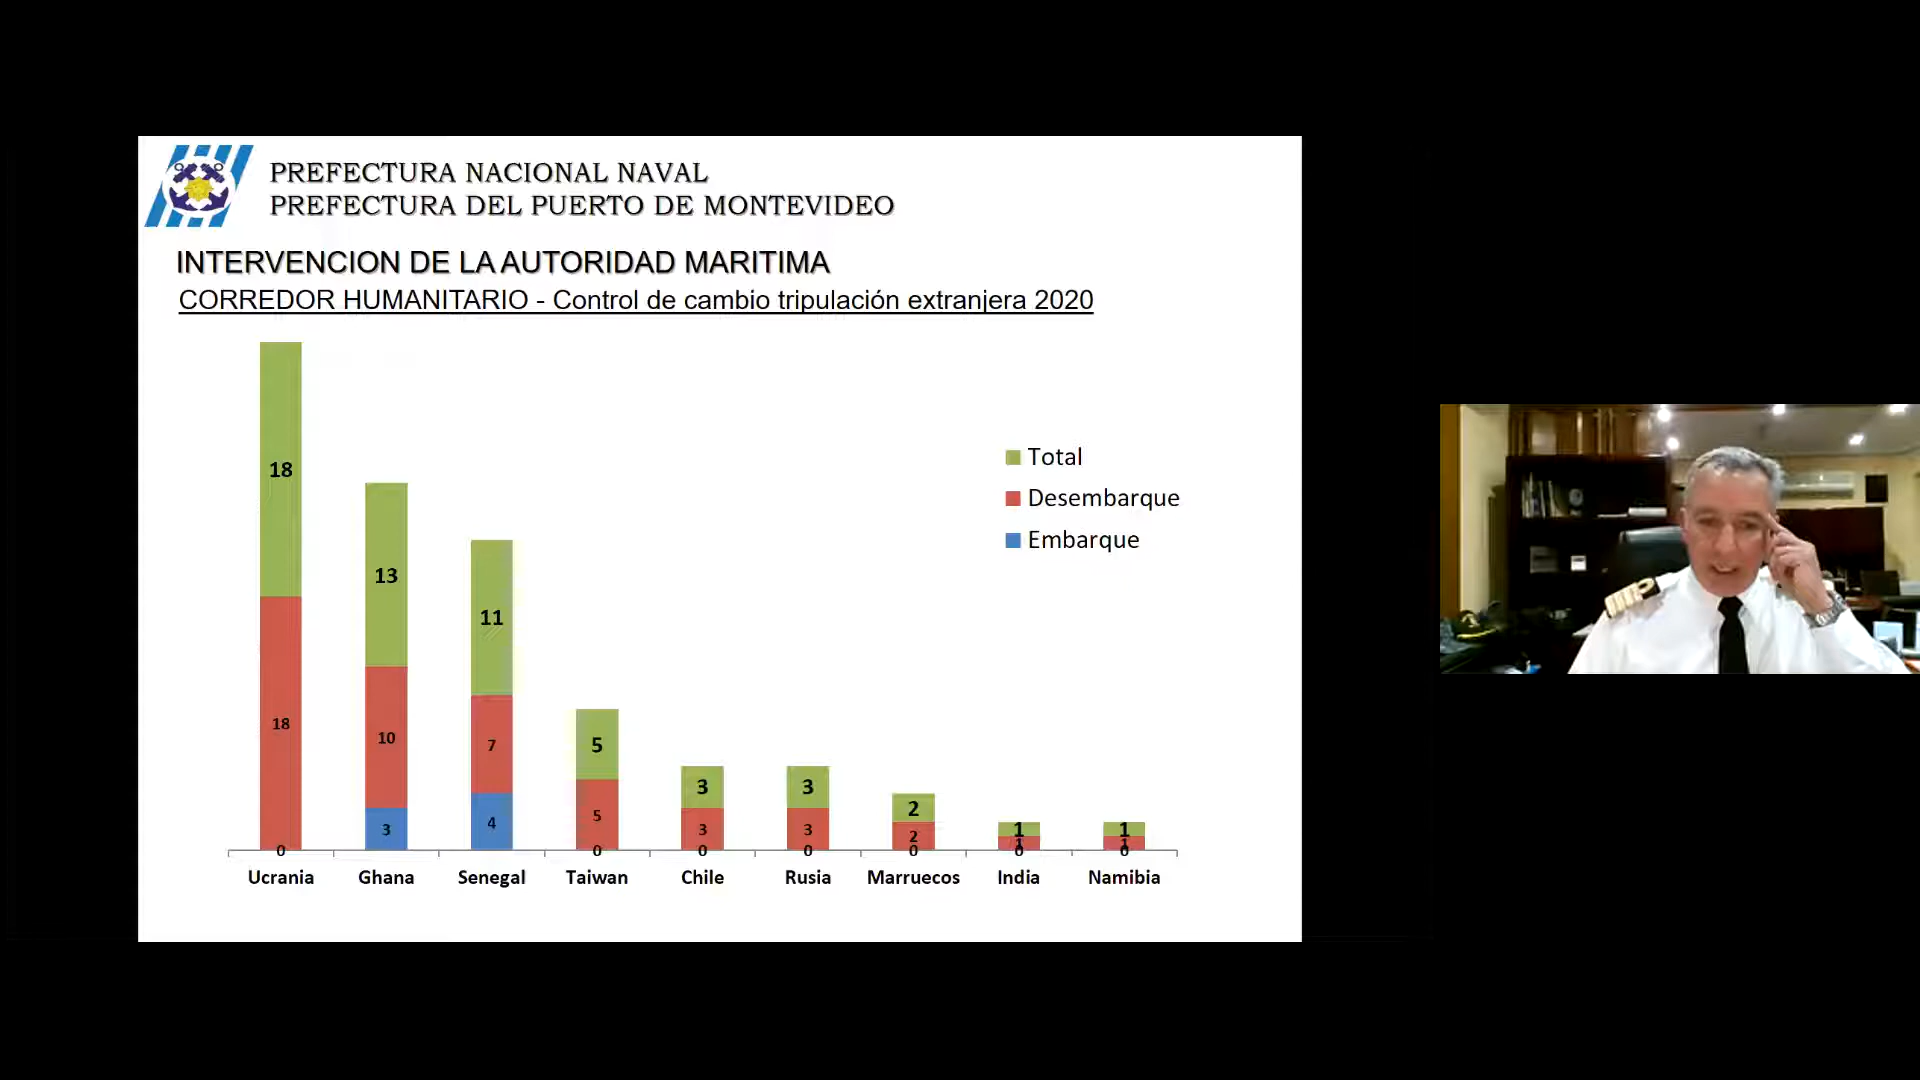 PREFECTURA NACIONAL NAVAL
PREFECTURA DEL PUERTO DE MONTEVIDEO
INTERVENCION DE LA AUTORIDAD MARITIMA
CORREDOR HUMANITARIO - Control de cambio tripulación extranjera 2020
18
13
11
5
3
3
2
1
1
18
10
7
5
3
3
2
1
1
0
3
4
0
0
0
0
0
0
Ucrania
Ghana
Senegal
Taiwan
Chile
Rusia
Marruecos
India
Namibia
Total
Desembarque
Embarque